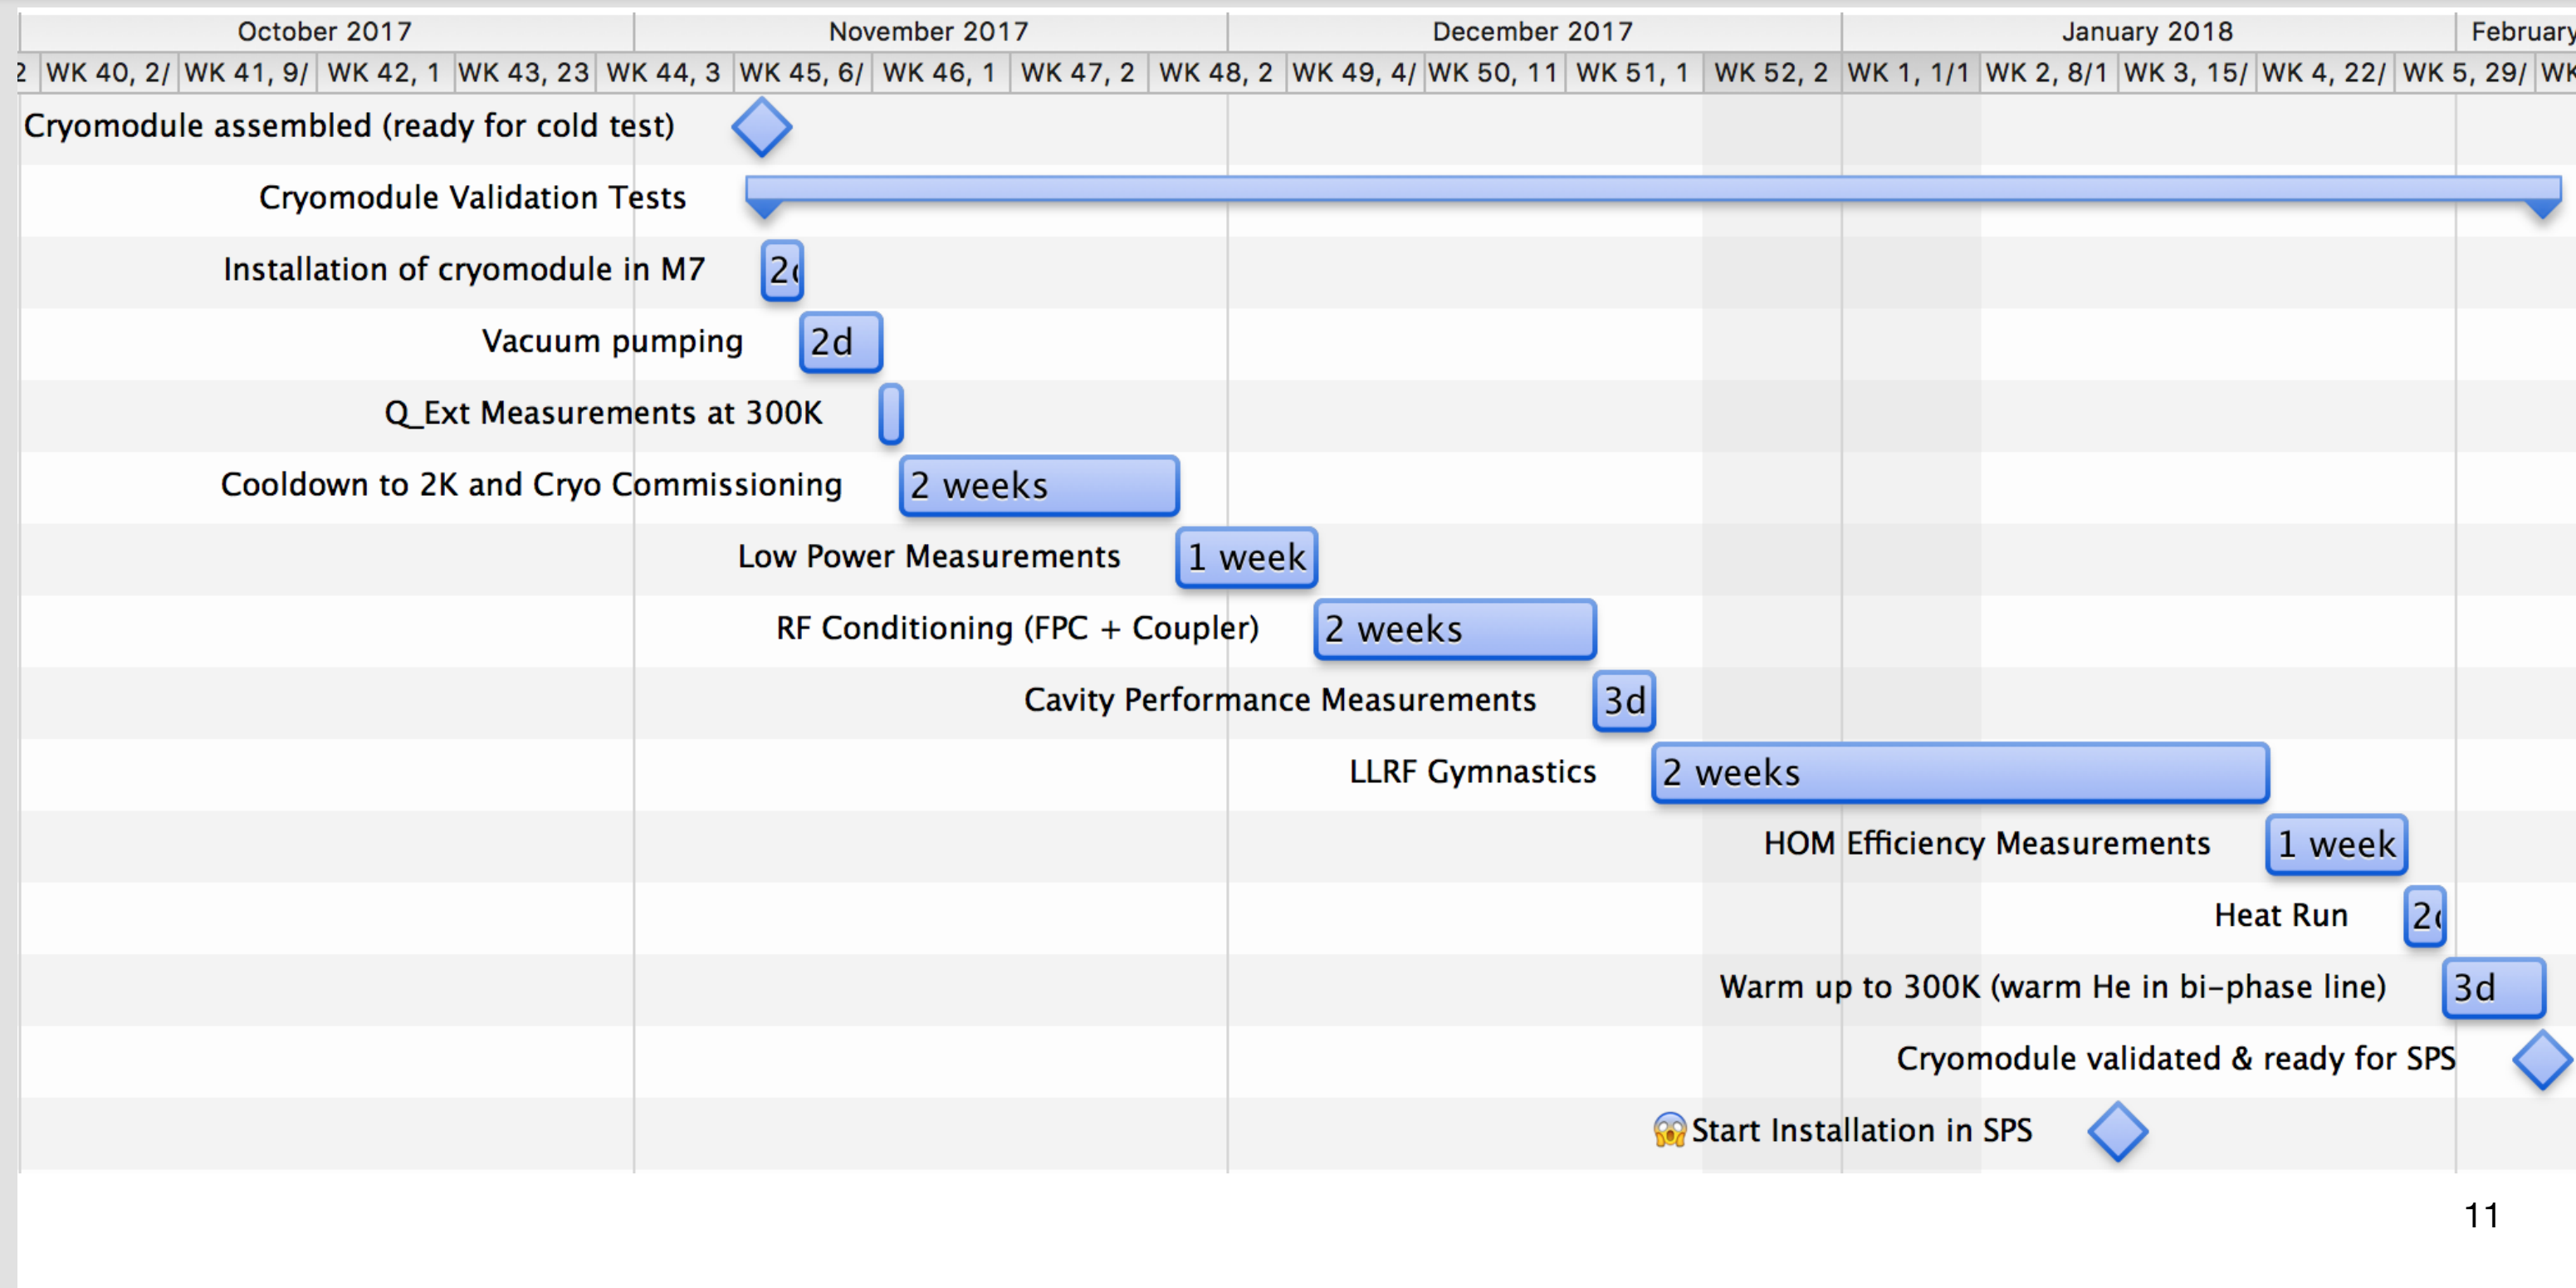 October 2017 November 2017 December 2017 January 2018 February
2 WK 40, 2/ WK 41, 9/ WK 42, 1 WK 43, 23 WK 44, 3 WK 45, 6/ WK 46, 1 WK 47, 2 WK 48, 2 WK 49, 4/ WK 50, 11 WK 51, 1 WK 52, 2 WK 1, 1/1 WK 2, 8/1 WK 3, 15/ WK 4, 22/ WK 5, 29/ WK
Cryomodule assembled (ready for cold test)
Cryomodule Validation Tests
Installation of cryomodule in M7 2d
Vacuum pumping 2d
Q_Ext Measurements at 300K
Cooldown to 2K and Cryo Commissioning 2 weeks
Low Power Measurements 1 week
RF Conditioning (FPC + Coupler) 2 weeks
Cavity Performance Measurements 3d
LLRF Gymnastics 2 weeks
HOM Efficiency Measurements 1 week
Heat Run 2d
Warm up to 300K (warm He in bi-phase line) 3d
Cryomodule validated & ready for SPS
😱Start Installation in SPS
11